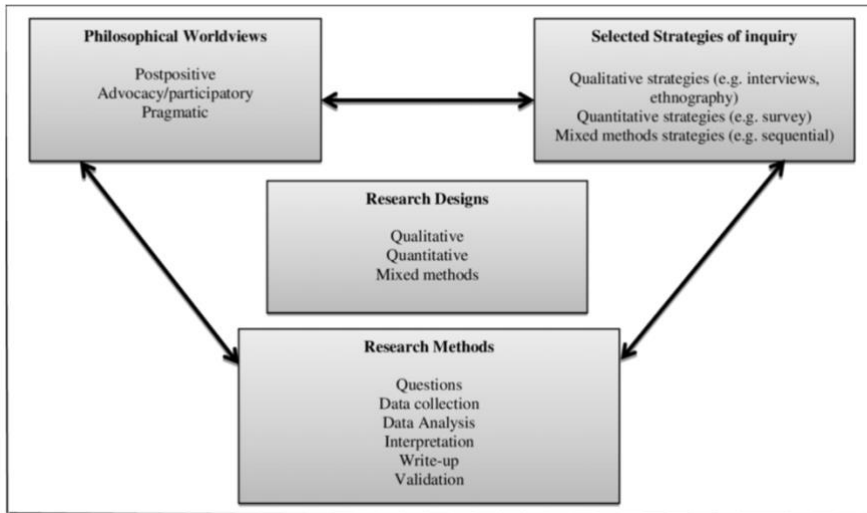 Philosophical Worldviews
Postpositive
Advocacy/participatory
Pragmatic
Selected Strategies of inquiry
Qualitative strategies (e.g. interviews,
ethnography)
Quantitative strategies (e.g. survey)
Mixed methods strategies (e.g. sequential)
Research Designs
Qualitative
Quantitative
Mixed methods
Research Methods
Questions
Data collection
Data Analysis
Interpretation
Write-up
Validation